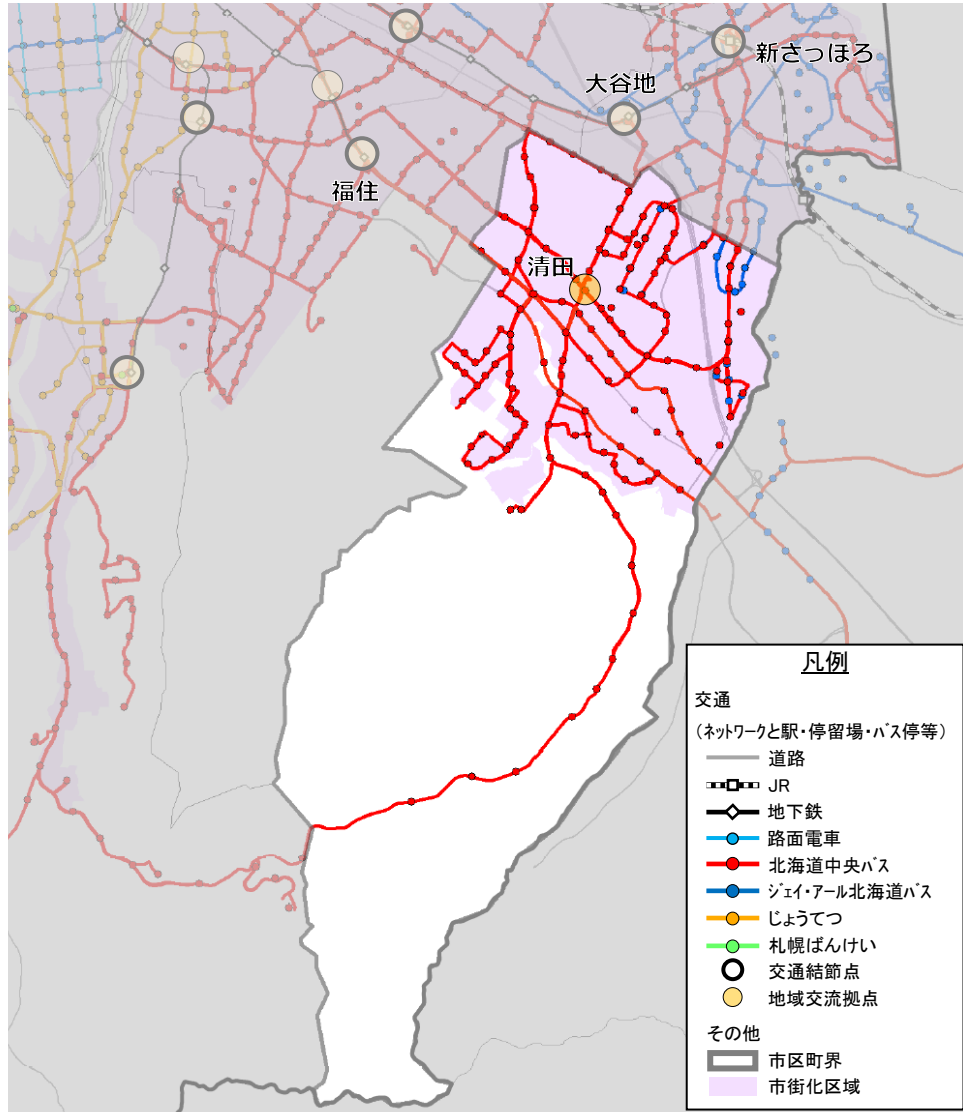 新さっぽろ
大谷地
福住
清田
凡例
交通
(ネットワークと駅・停留場・バス停等)
道路
JR
地下鉄
路面電車
北海道中央バス
ジェイ・アール北海道バス
じょうてつ
札幌ばんけい
交通結節点
地域交流拠点
その他
市区町界
市街化区域